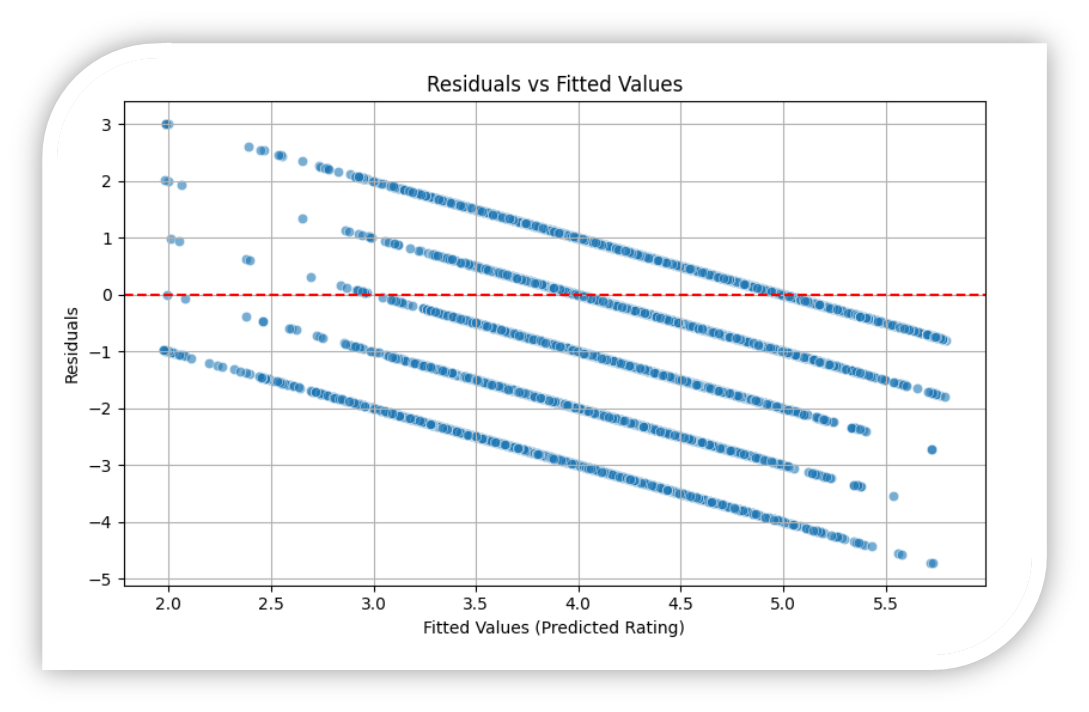 Residuals vs Fitted Values
3
2
1
0
−1
−2
−3
−4
−5
Residuals
2.0 2.5 3.0 3.5 4.0 4.5 5.0 5.5
Fitted Values (Predicted Rating)